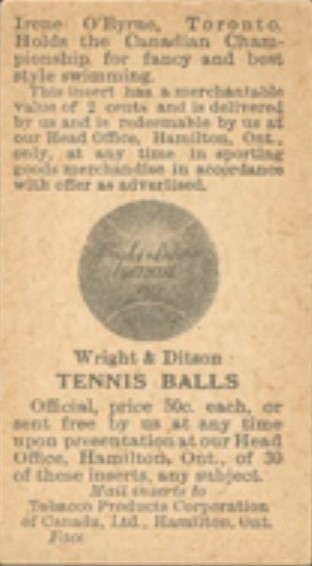 Irene O'Byrne, Toronto.
Holds the Canadian Cham-
pionship for fancy and best
style swimming.
This insert has a merchantable
value of 2 cents and is delivered
by us and is redeemable by us at
our Head Office, Hamilton, Ont.,
only, at any time in sporting
goods merchandise in accordance
with offer as advertised.
Wright & Ditson
Wright & Ditson
TENNIS BALLS
Official, price 50c. each, or
sent free by us at any time
upon presentation at our Head
Office, Hamilton, Ont., of 30
of these inserts, any subject.
Mail inserts to
Tobacco Products Corporation
of Canada, Ltd., Hamilton, Ont.